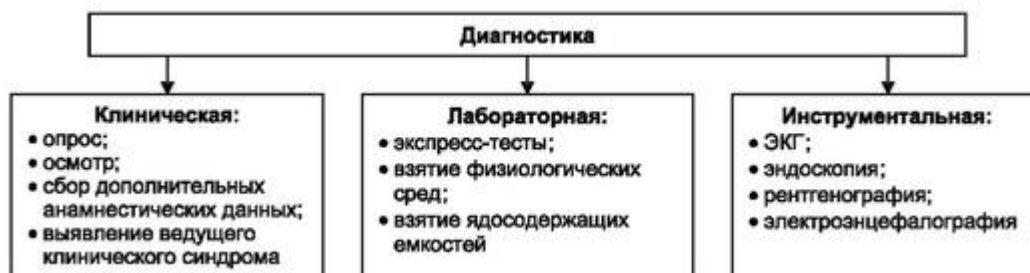 Диагностика
Клиническая:
• опрос;
• осмотр;
• сбор дополнительных
анамнестических данных;
• выявление ведущего
клинического синдрома
Лабораторная:
• экспресс-тесты;
• взятие физиологических
сред;
• взятие ядосодержащих
емкостей
Инструментальная:
• ЭКГ;
• эндоскопия;
• рентгенография;
• электроэнцефалография